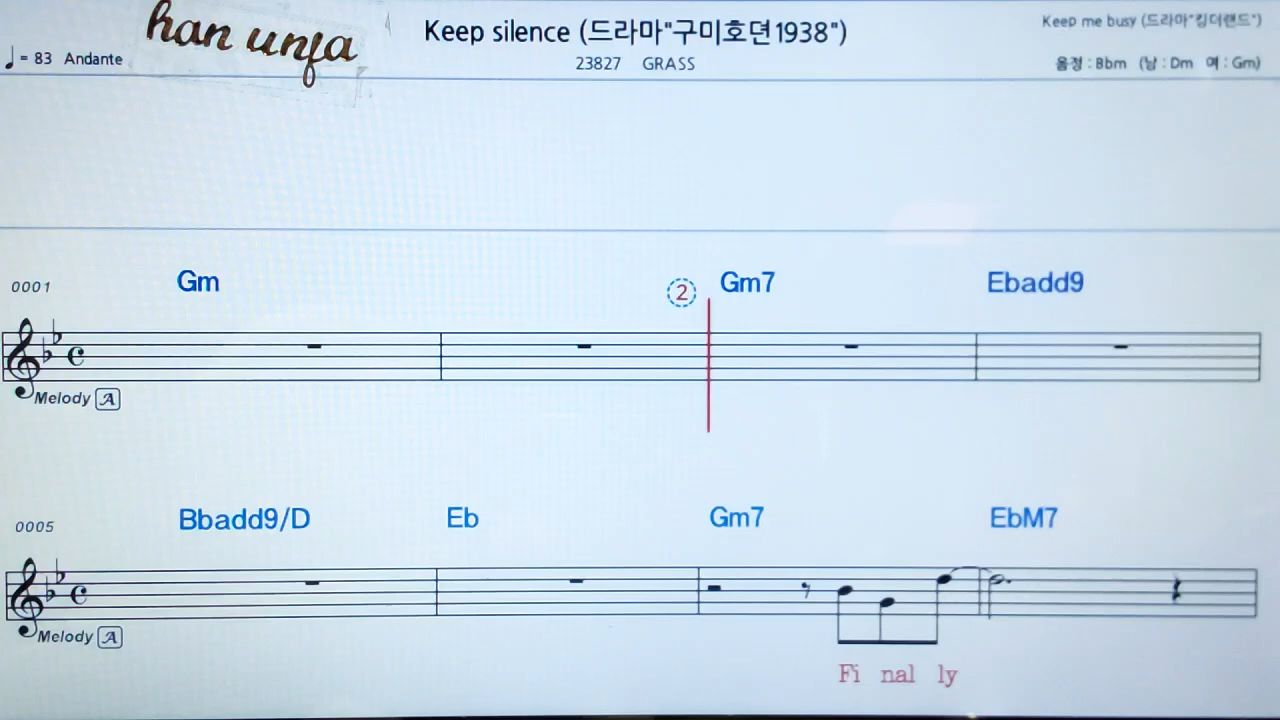 han unja
Keep silence (드라마"구미호뎐1938")
Keep me busy (드라마"킹더랜드")
♩ = 83 Andante
23827 GRASS
음정 : Bbm (남 : Dm 여 : Gm)
0001 Gm ② Gm7 Ebadd9
Melody A
0005 Bbadd9/D Eb Gm7 EbM7
Melody A
Fi nal ly